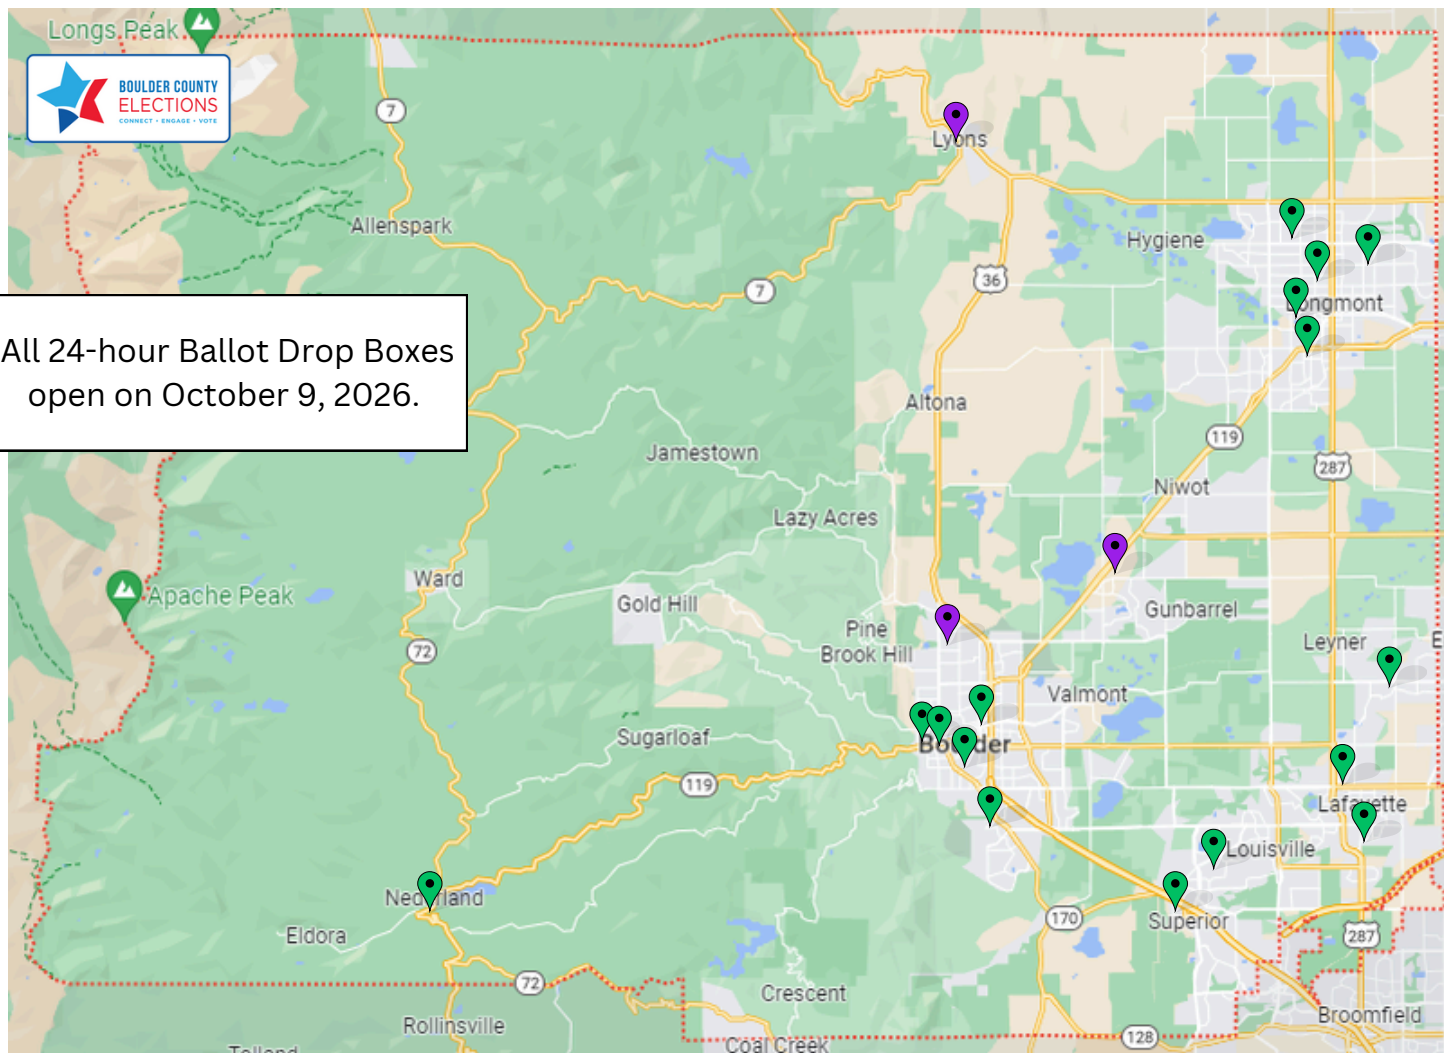 Longs Peak
BOULDER COUNTY
ELECTIONS
CONNECT • ENGAGE • VOTE
7
Lyons
Allenspark
Hygiene
36
7
Longmont
All 24-hour Ballot Drop Boxes
open on October 9, 2026.
Altona
119
Jamestown
287
Niwot
Lazy Acres
Ward
Apache Peak
Gold Hill
Gunbarrel
Pine
Brook Hill
Leyner
E
72
Valmont
Sugarloaf
Boulder
119
Lafayette
Louisville
Nederland
170
Superior
Eldora
287
72
Crescent
Broomfield
Rollinsville
128
Coal Creek
Tolland